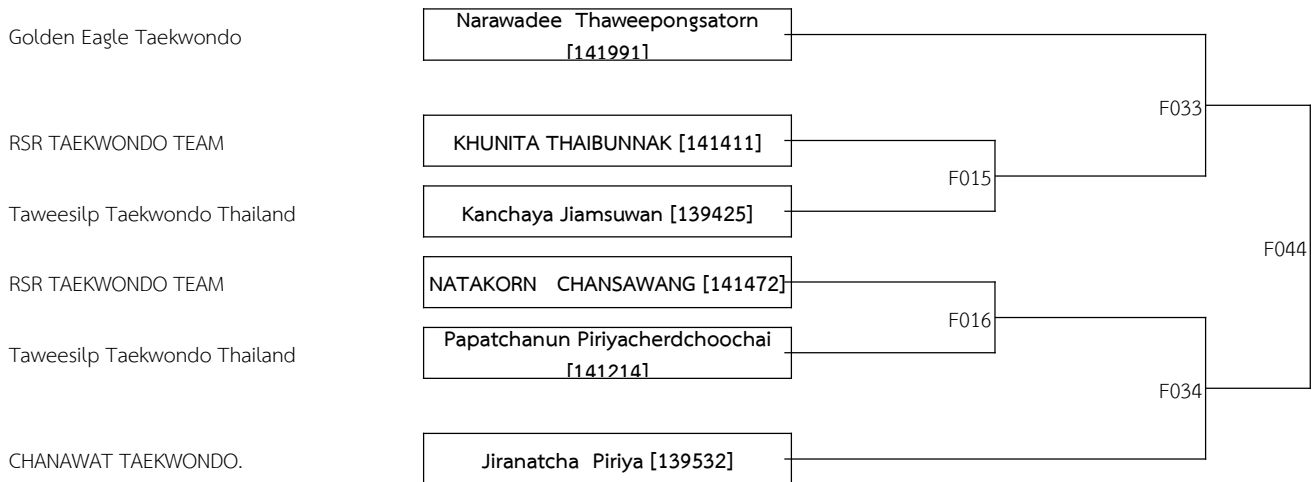 Golden Eagle Taekwondo
Narawadee  Thaweepongsatorn
[141991]
F033
RSR TAEKWONDO TEAM
KHUNITA THAIBUNNAK [141411]
F015
Taweesilp Taekwondo Thailand
Kanchaya Jiamsuwan [139425]
F044
RSR TAEKWONDO TEAM
NATAKORN   CHANSAWANG [141472]
F016
Taweesilp Taekwondo Thailand
Papatchanun Piriyacherdchoochai
[141214]
F034
CHANAWAT TAEKWONDO.
Jiranatcha  Piriya [139532]